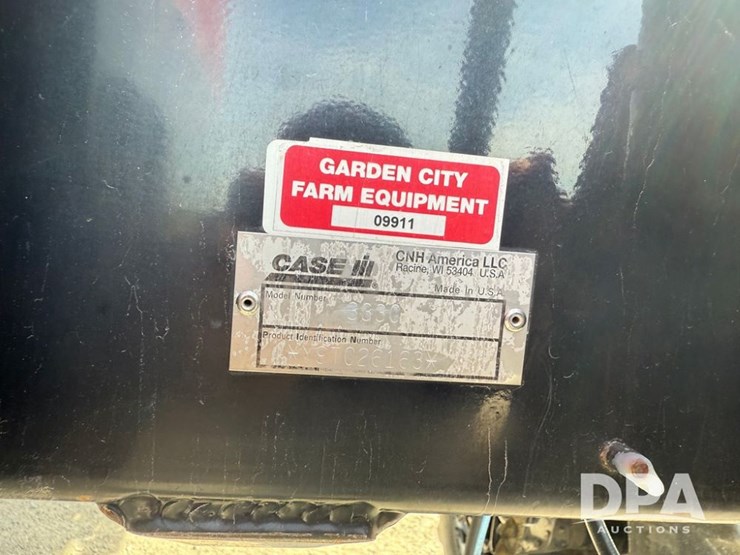 GARDEN CITY
FARM EQUIPMENT
09911
CASE III
CNH America LLC
Racine, WI 53404 U.S.A
Made in U.S.A
Model Number
Product Identification Number
DPA
AUCTIONS